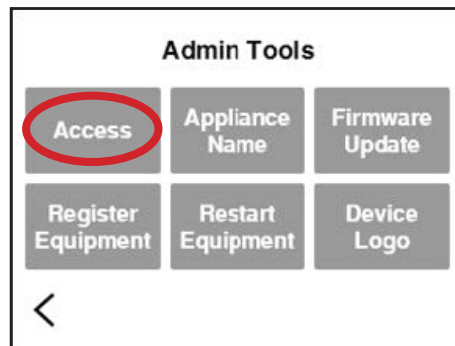 Admin Tools
Access
Appliance
Name
Firmware
Update
Register
Equipment
Restart
Equipment
Device
Logo